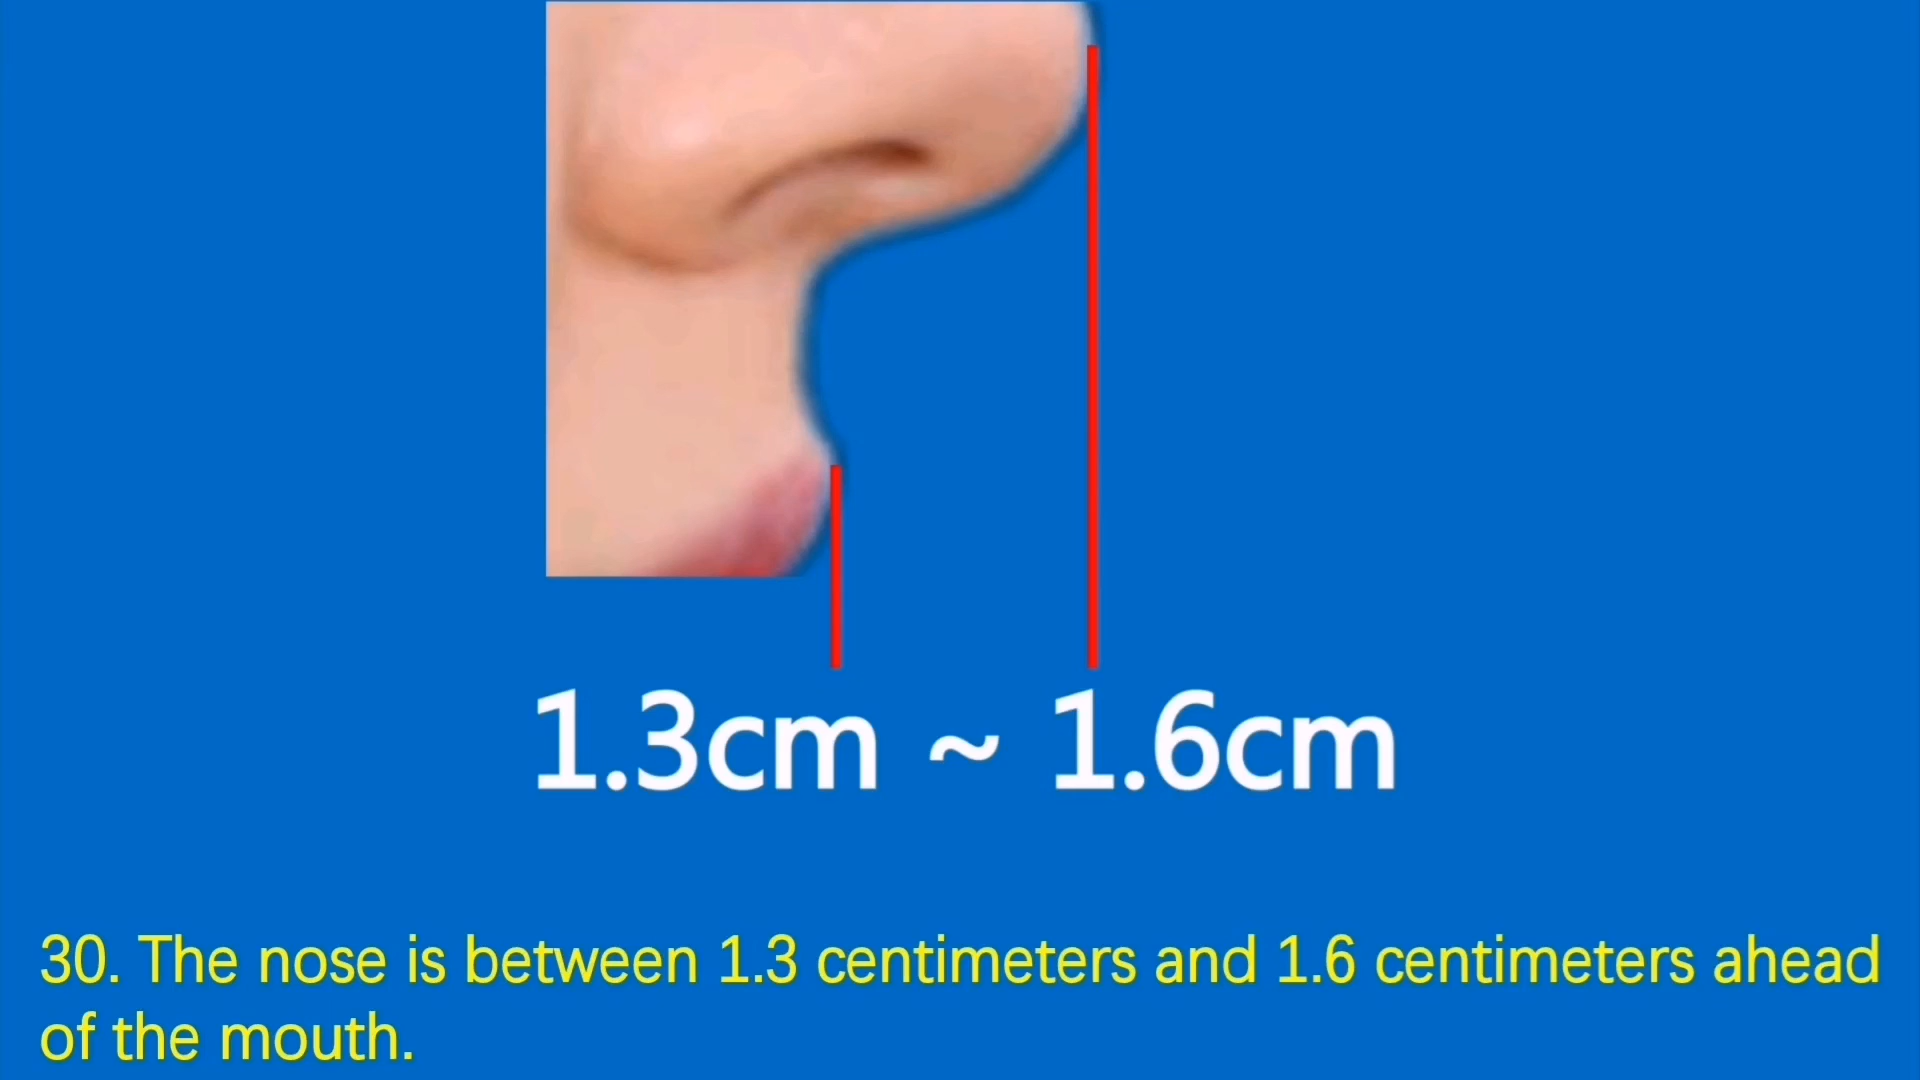 1.3cm ~ 1.6cm
30. The nose is between 1.3 centimeters and 1.6 centimeters ahead
of the mouth.